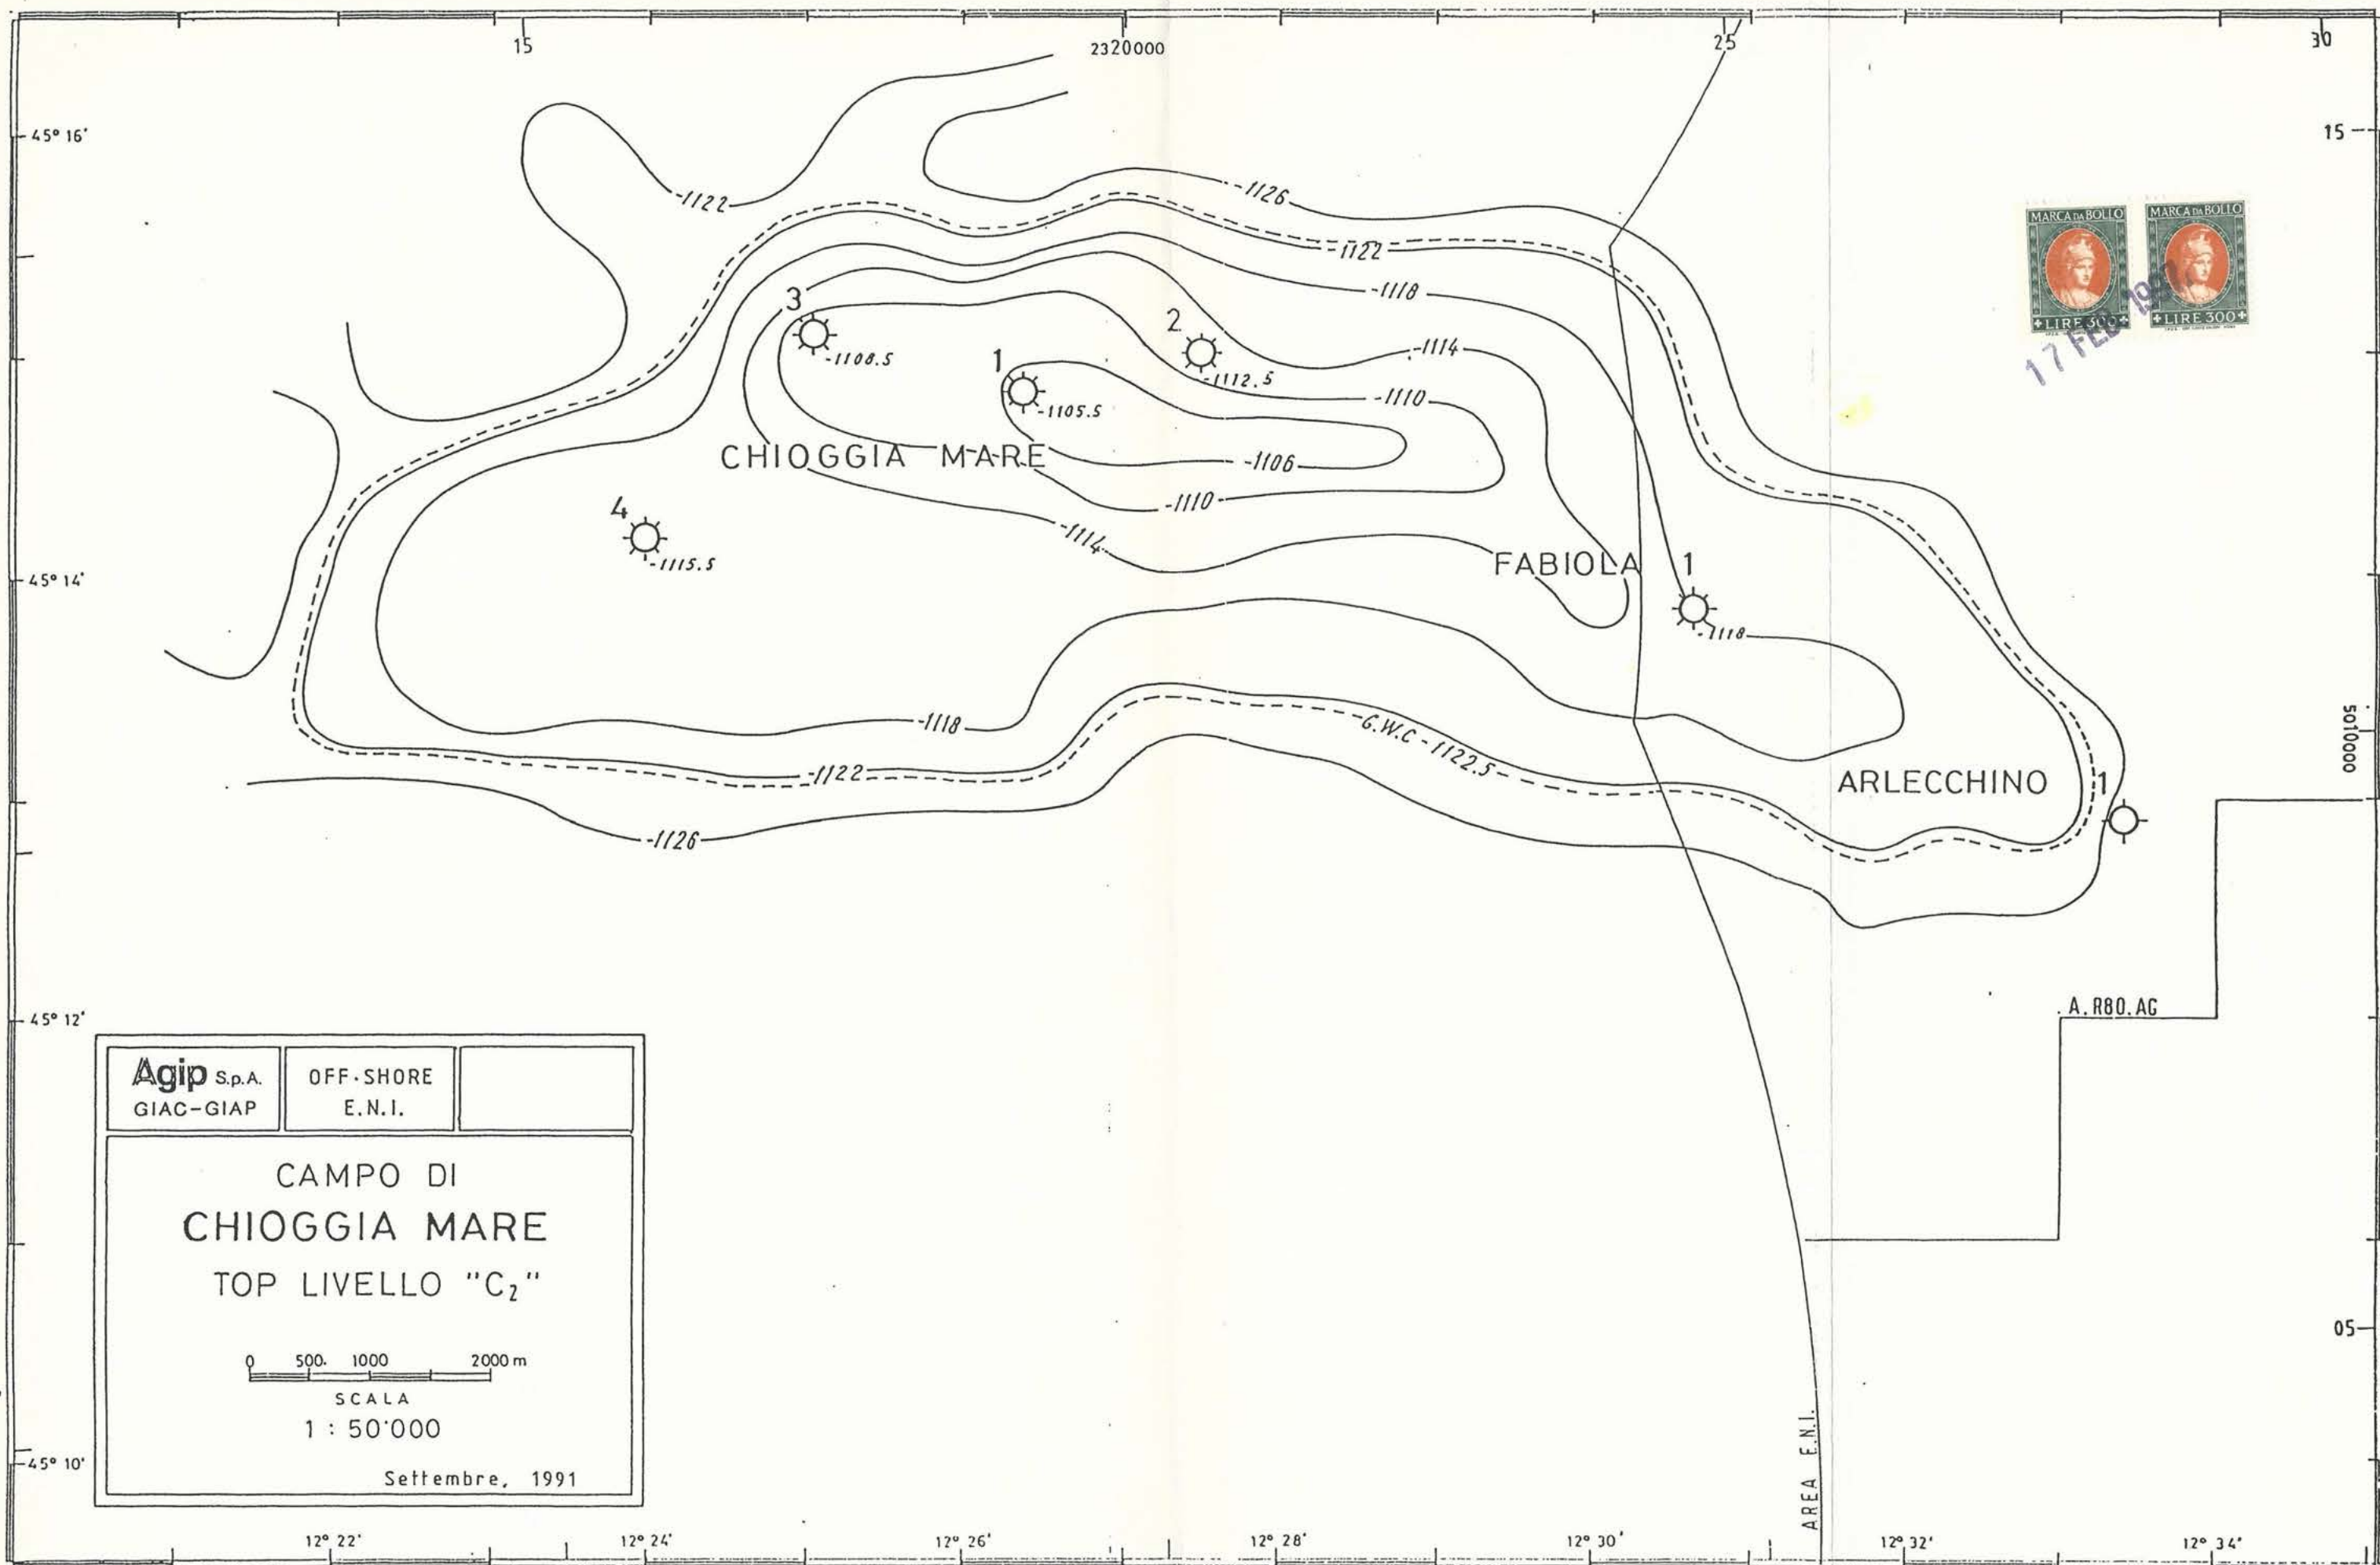 15
2320000
25
30
45° 16'
15
-1122
-1126
MARCA DA BOLLO
MARCA DA BOLLO
-1122
-1118
LIRE 300
LIRE 300
17 FEB. 1997
3
-1108.5
2
-1112.5
-1114
1
-1105.5
-1110
CHIOGGIA MARE
-1106
-1110
4
-1115.5
-1114
45° 14'
FABIOLA
1
-1118
-1118
G.W.C -1122.5
5010000
-1122
ARLECCHINO
1
-1126
A.R80.AG
45° 12'
Agip S.p.A.
GIAC-GIAP
OFF-SHORE
E.N.I.
CAMPO DI
CHIOGGIA MARE
TOP LIVELLO "C₂"
0 500 1000 2000 m
SCALA
1 : 50'000
Settembre, 1991
05
45° 10'
AREA E.N.I.
12° 22'
12° 24'
12° 26'
12° 28'
12° 30'
12° 32'
12° 34'